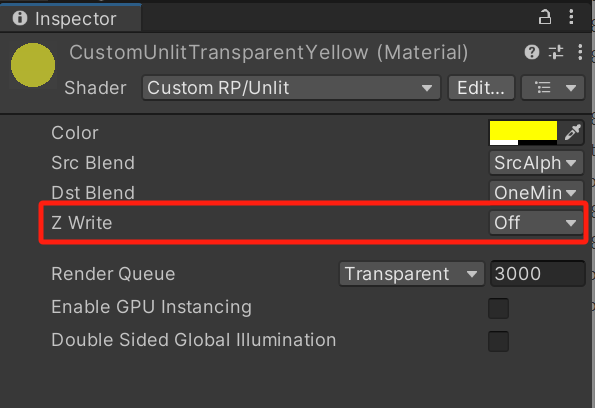 Inspector
CustomUnlitTransparentYellow (Material)
Shader Custom RP/Unlit Edit...
Color
Src Blend SrcAlph
Dst Blend OneMin
Z Write Off
Render Queue Transparent 3000
Enable GPU Instancing
Double Sided Global Illumination